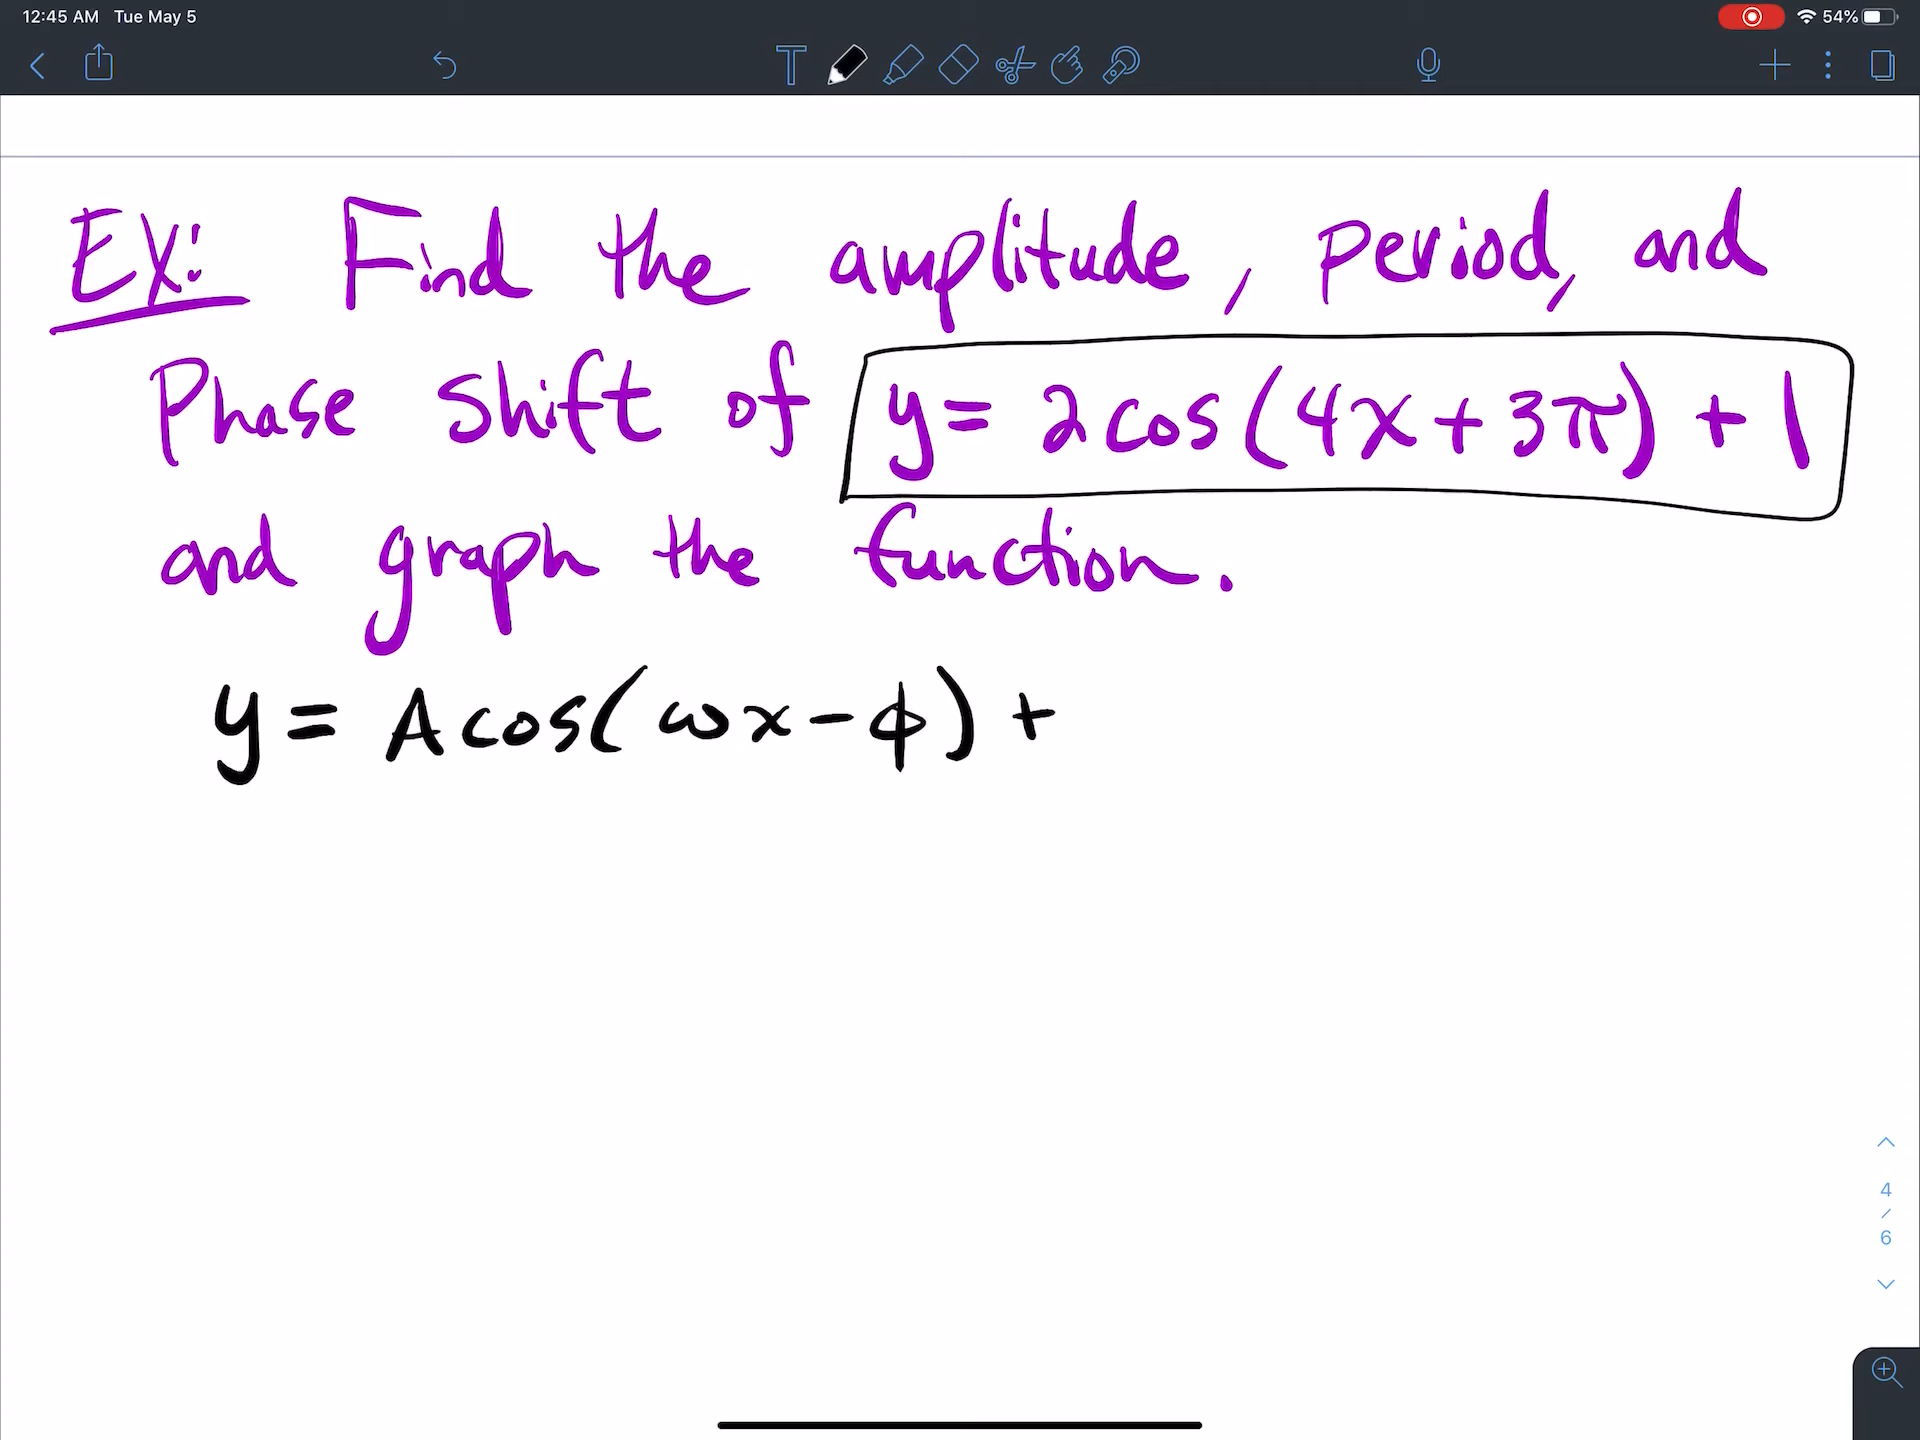 12:45 AM Tue May 5
54%
T
EX: Find the amplitude, period, and
Phase shift of y = 2cos(4x+3π) + 1
and graph the function.
y = A cos(ωx-ϕ) +
4
/
6